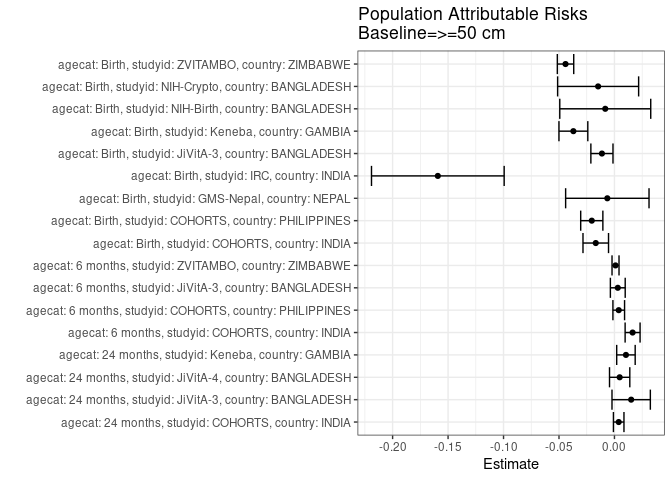 Population Attributable Risks
Baseline=>=50 cm
agecat: Birth, studyid: ZVITAMBO, country: ZIMBABWE
agecat: Birth, studyid: NIH-Crypto, country: BANGLADESH
agecat: Birth, studyid: NIH-Birth, country: BANGLADESH
agecat: Birth, studyid: Keneba, country: GAMBIA
agecat: Birth, studyid: JiVitA-3, country: BANGLADESH
agecat: Birth, studyid: IRC, country: INDIA
agecat: Birth, studyid: GMS-Nepal, country: NEPAL
agecat: Birth, studyid: COHORTS, country: PHILIPPINES
agecat: Birth, studyid: COHORTS, country: INDIA
agecat: 6 months, studyid: ZVITAMBO, country: ZIMBABWE
agecat: 6 months, studyid: JiVitA-3, country: BANGLADESH
agecat: 6 months, studyid: COHORTS, country: PHILIPPINES
agecat: 6 months, studyid: COHORTS, country: INDIA
agecat: 24 months, studyid: Keneba, country: GAMBIA
agecat: 24 months, studyid: JiVitA-4, country: BANGLADESH
agecat: 24 months, studyid: JiVitA-3, country: BANGLADESH
agecat: 24 months, studyid: COHORTS, country: INDIA
-0.20 -0.15 -0.10 -0.05 0.00
Estimate